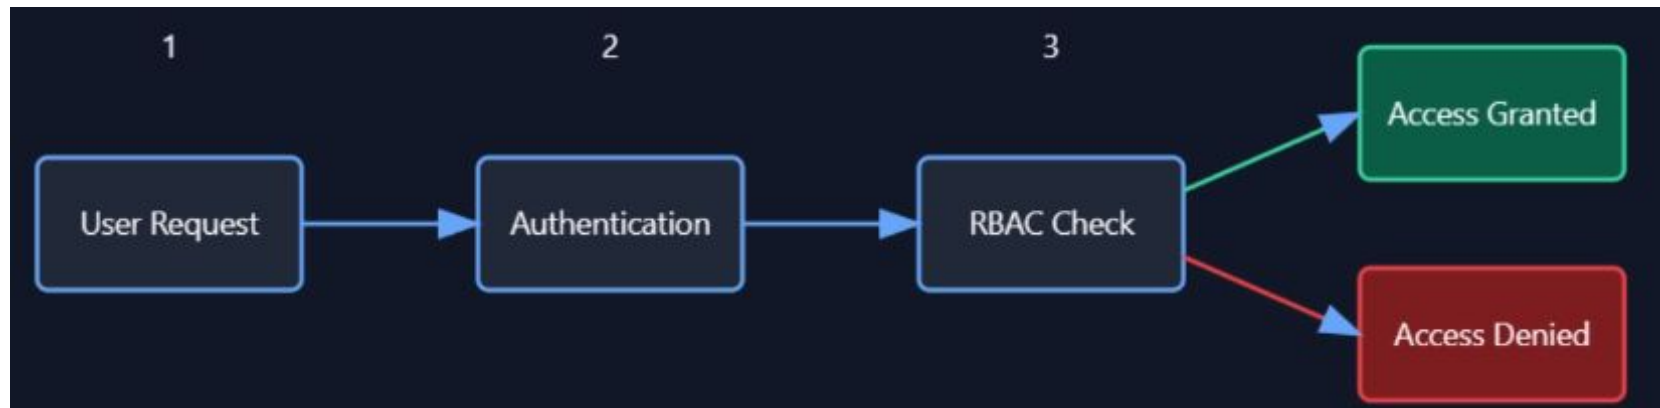 1
2
3
User Request
Authentication
RBAC Check
Access Granted
Access Denied